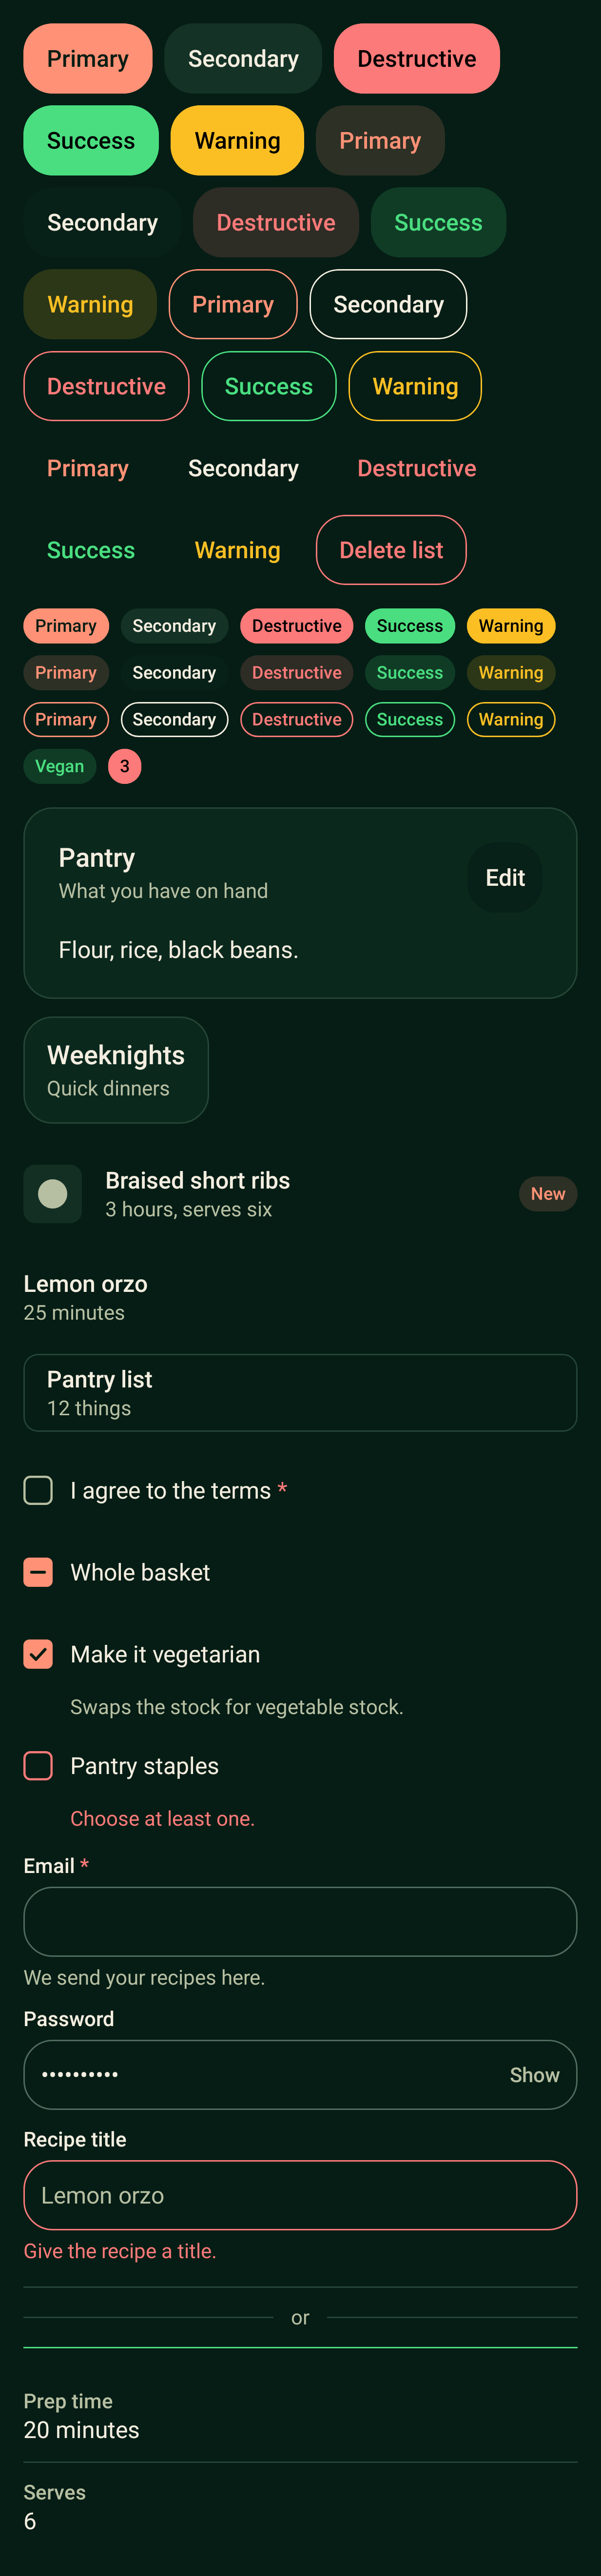 Primary Secondary Destructive
Success Warning Primary
Secondary Destructive Success
Warning Primary Secondary
Destructive Success Warning
Primary Secondary Destructive
Success Warning Delete list
Primary Secondary Destructive Success Warning
Primary Secondary Destructive Success Warning
Primary Secondary Destructive Success Warning
Vegan 3
Pantry
What you have on hand
Edit
Flour, rice, black beans.
Weeknights
Quick dinners
Braised short ribs
3 hours, serves six
New
Lemon orzo
25 minutes
Pantry list
12 things
I agree to the terms *
Whole basket
Make it vegetarian
Swaps the stock for vegetable stock.
Pantry staples
Choose at least one.
Email *
We send your recipes here.
Password
•••••••••• Show
Recipe title
Lemon orzo
Give the recipe a title.
or
Prep time
20 minutes
Serves
6